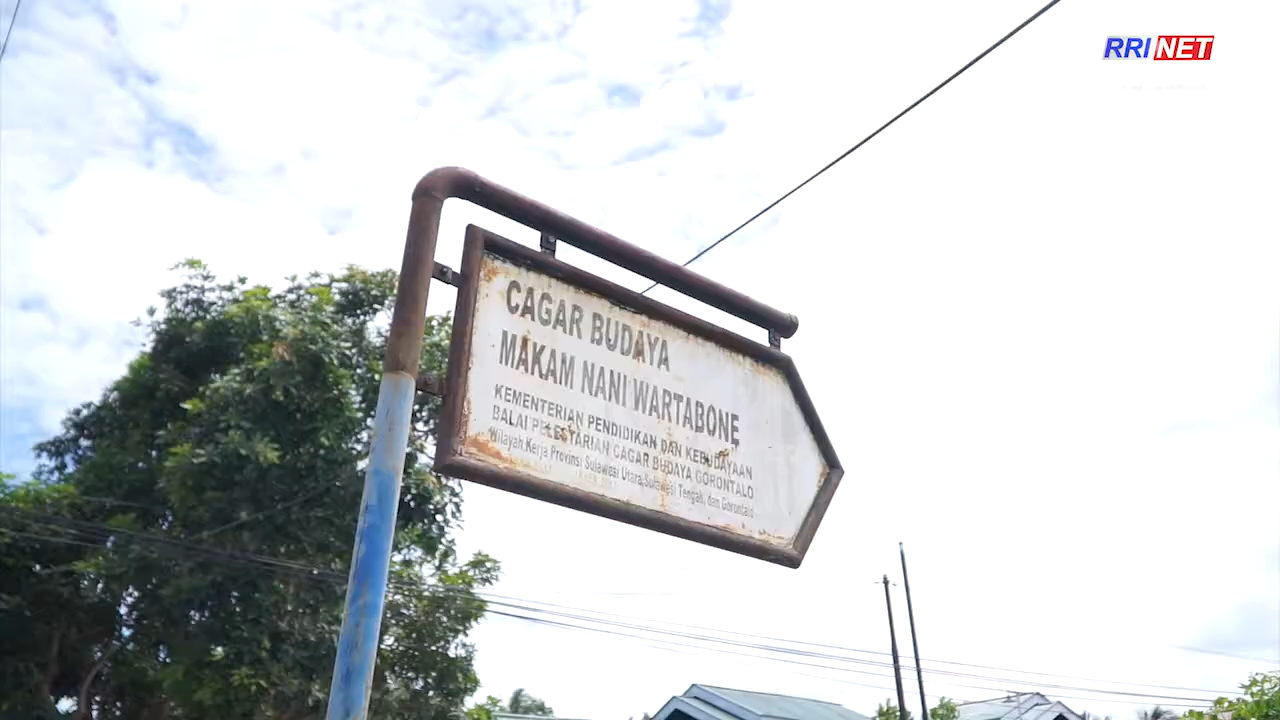 RRI NET
CAGAR BUDAYA
MAKAM NANI WARTABONE
KEMENTERIAN PENDIDIKAN DAN KEBUDAYAAN
BALAI PELESTARIAN CAGAR BUDAYA GORONTALO
Wilayah Kerja Provinsi Sulawesi Utara, Sulawesi Tengah, dan Gorontalo